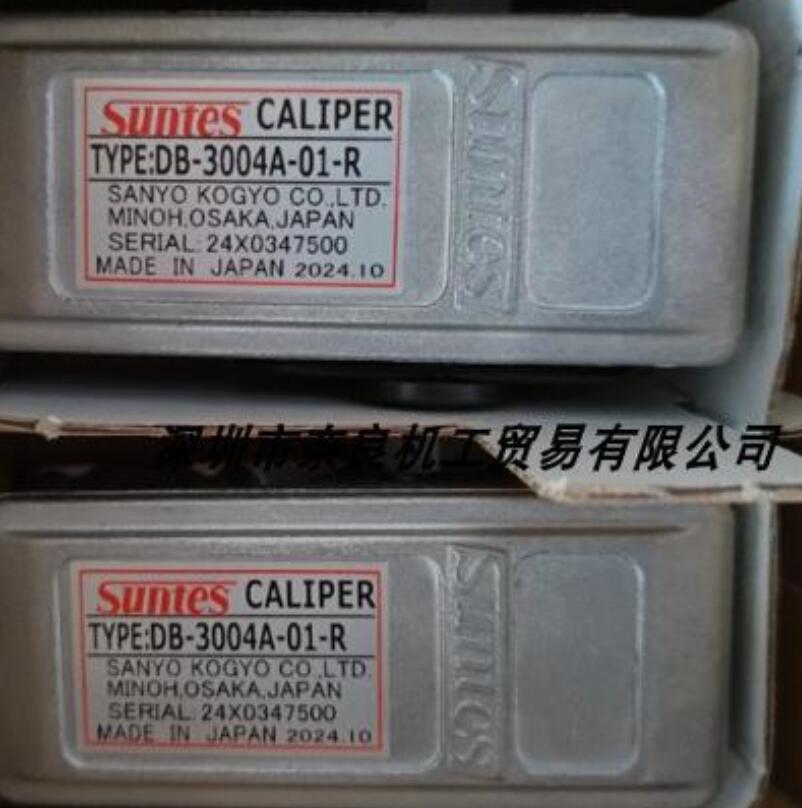 Suntes CALIPER
TYPE:DB-3004A-01-R
SANYO KOGYO CO.,LTD.
MINOH,OSAKA,JAPAN
SERIAL: 24X0347500
MADE IN JAPAN 2024.10
Suntes
深圳市泰良机工贸易有限公司
Suntes CALIPER
TYPE:DB-3004A-01-R
SANYO KOGYO CO.,LTD.
MINOH,OSAKA,JAPAN
SERIAL: 24X0347500
MADE IN JAPAN 2024.10
Suntes